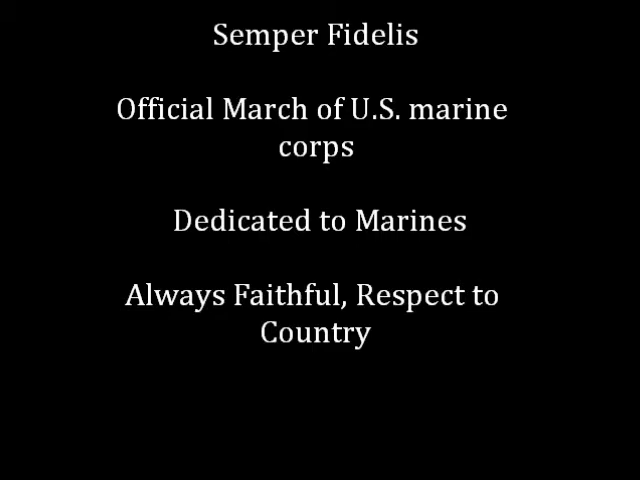 Semper Fidelis
Official March of U.S. marine
corps
Dedicated to Marines
Always Faithful, Respect to
Country